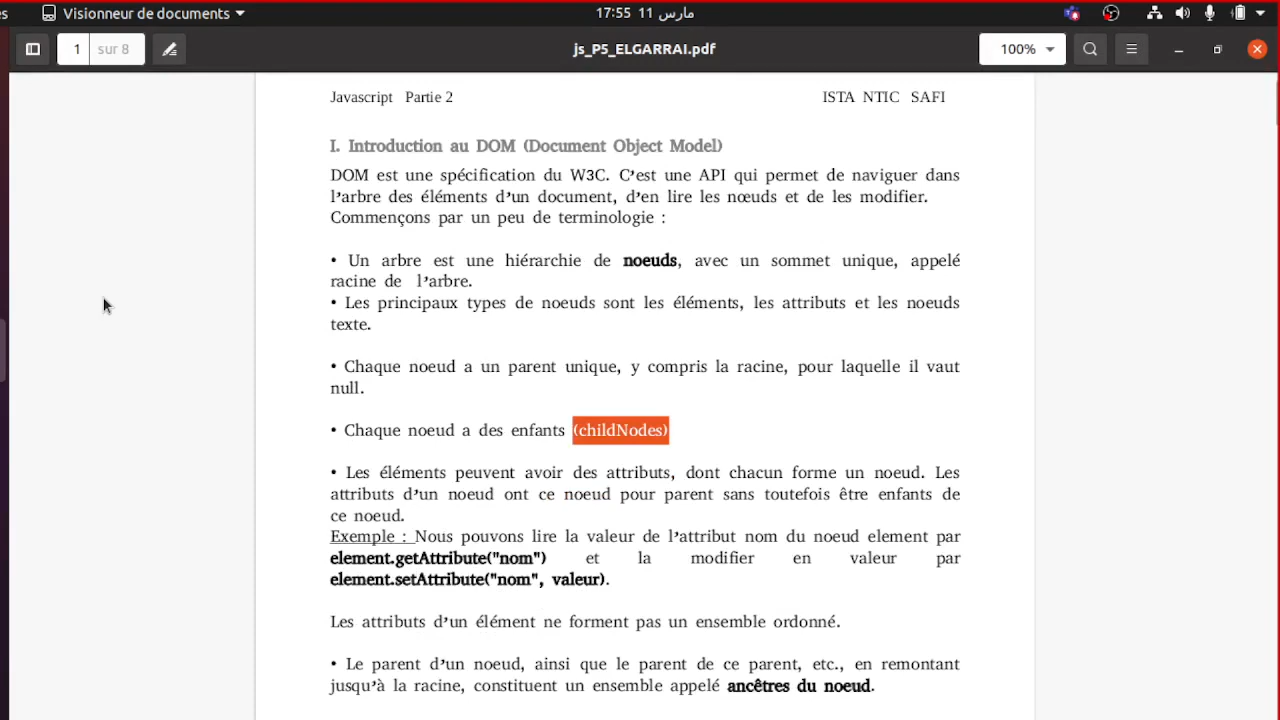 es Visionneur de documents 17:55 11 مارس
1 sur 8 js_P5_ELGARRAI.pdf 100%
Javascript Partie 2 ISTA NTIC SAFI
I. Introduction au DOM (Document Object Model)
DOM est une spécification du W3C. C’est une API qui permet de naviguer dans
l’arbre des éléments d’un document, d’en lire les nœuds et de les modifier.
Commençons par un peu de terminologie :
• Un arbre est une hiérarchie de noeuds, avec un sommet unique, appelé
racine de l’arbre.
• Les principaux types de noeuds sont les éléments, les attributs et les noeuds
texte.
• Chaque noeud a un parent unique, y compris la racine, pour laquelle il vaut
null.
• Chaque noeud a des enfants (childNodes)
• Les éléments peuvent avoir des attributs, dont chacun forme un noeud. Les
attributs d’un noeud ont ce noeud pour parent sans toutefois être enfants de
ce noeud.
Exemple : Nous pouvons lire la valeur de l’attribut nom du noeud element par
element.getAttribute("nom") et la modifier en valeur par
element.setAttribute("nom", valeur).
Les attributs d’un élément ne forment pas un ensemble ordonné.
• Le parent d’un noeud, ainsi que le parent de ce parent, etc., en remontant
jusqu’à la racine, constituent un ensemble appelé ancêtres du noeud.